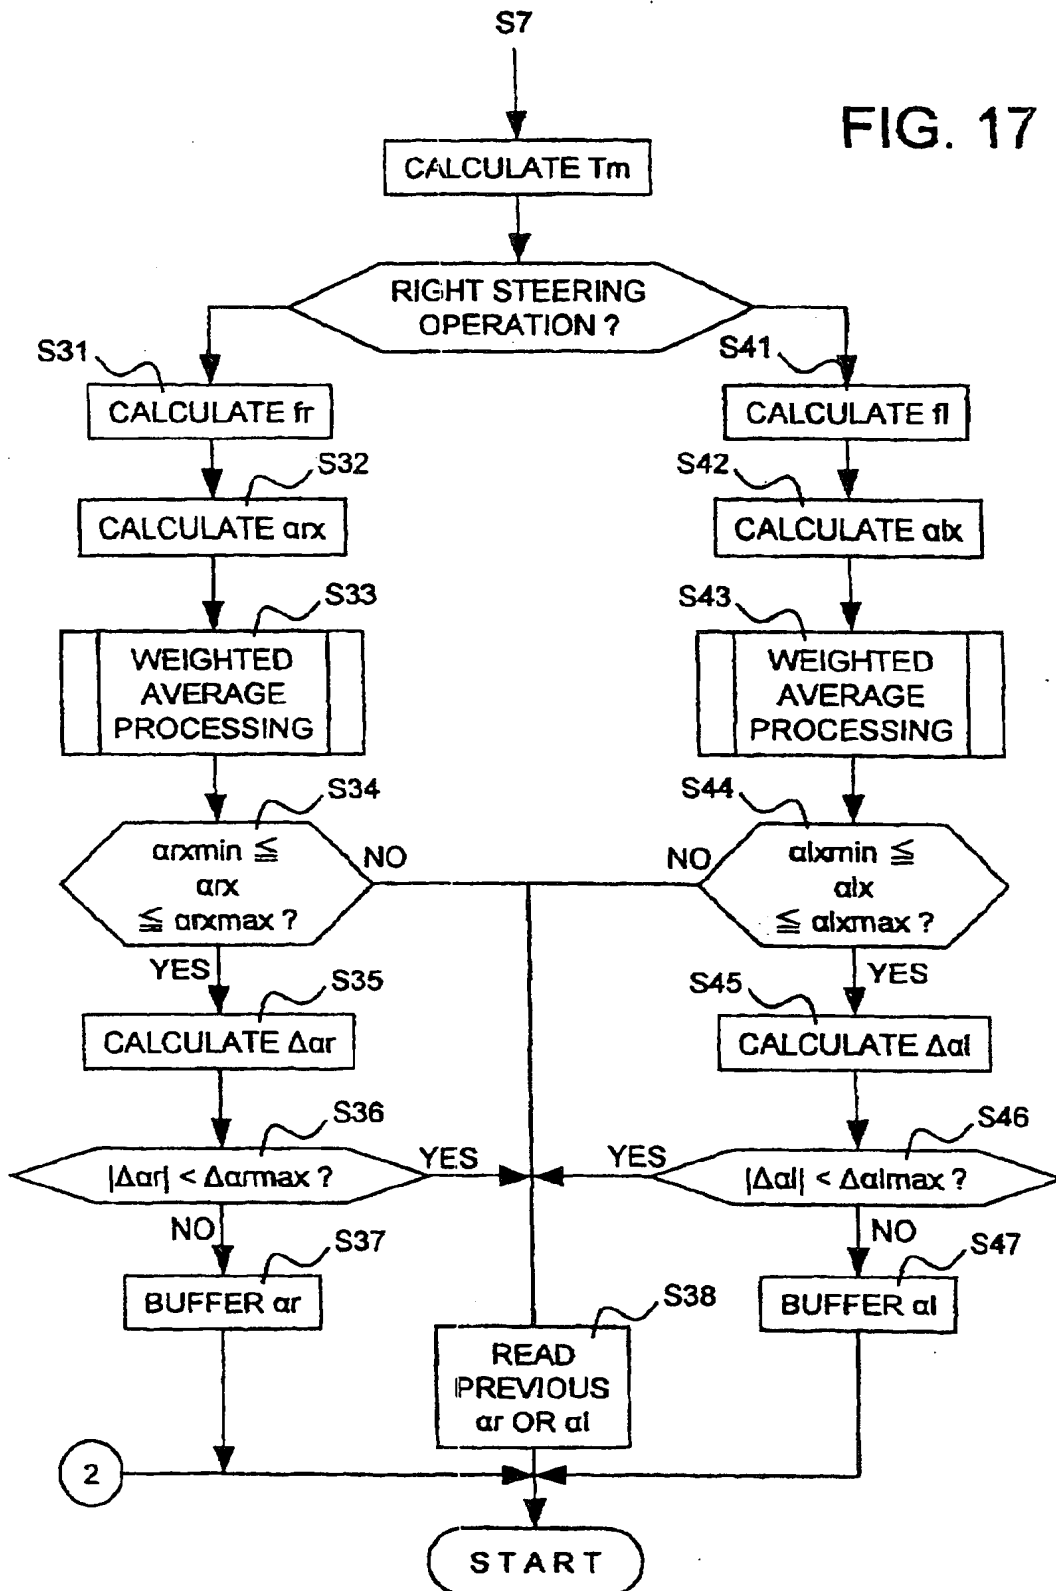 S7
FIG. 17
CALCULATE Tm
RIGHT STEERING
OPERATION ?
S31
CALCULATE fr
S41
CALCULATE fl
S32
CALCULATE αrx
S42
CALCULATE αlx
S33
WEIGHTED
AVERAGE
PROCESSING
S43
WEIGHTED
AVERAGE
PROCESSING
S34
αrxmin ≦
αrx
≦ αrxmax ?
NO
YES
S44
αlxmin ≦
αlx
≦ αlxmax ?
NO
YES
S35
CALCULATE Δαr
S45
CALCULATE Δαl
S36
|Δαr| < Δαrmax ?
YES
NO
S46
|Δαl| < Δαlmax ?
YES
NO
S37
BUFFER αr
S47
BUFFER αl
S38
READ
PREVIOUS
αr OR αl
2
START